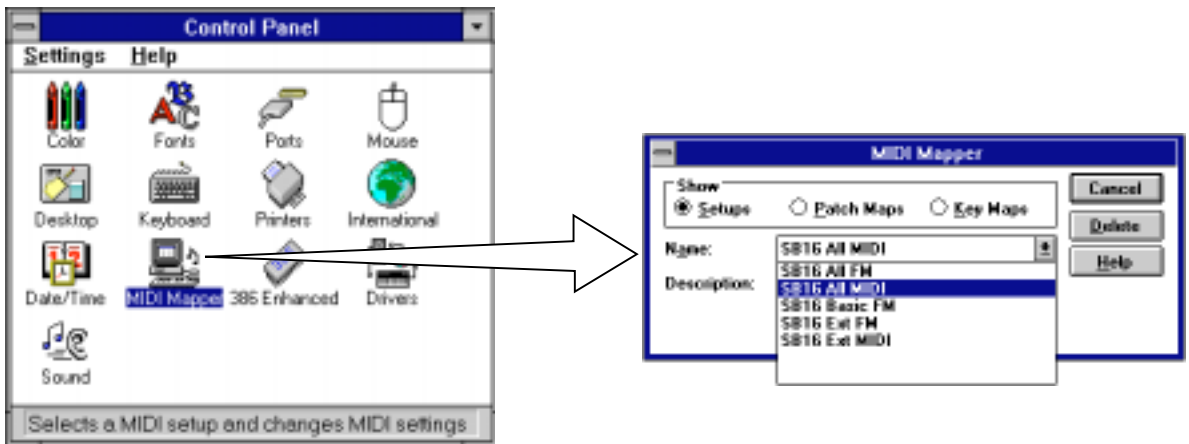 Control Panel
Settings Help
Color Fonts Ports Mouse
Desktop Keyboard Printers International
Date/Time MIDI Mapper 386 Enhanced Drivers
Sound
Selects a MIDI setup and changes MIDI settings
MIDI Mapper
Show
Setups Patch Maps Key Maps
Name: SB16 All MIDI
Description:
SB16 All FM
SB16 All MIDI
SB16 Basic FM
SB16 Ext FM
SB16 Ext MIDI
Cancel
Delete
Help